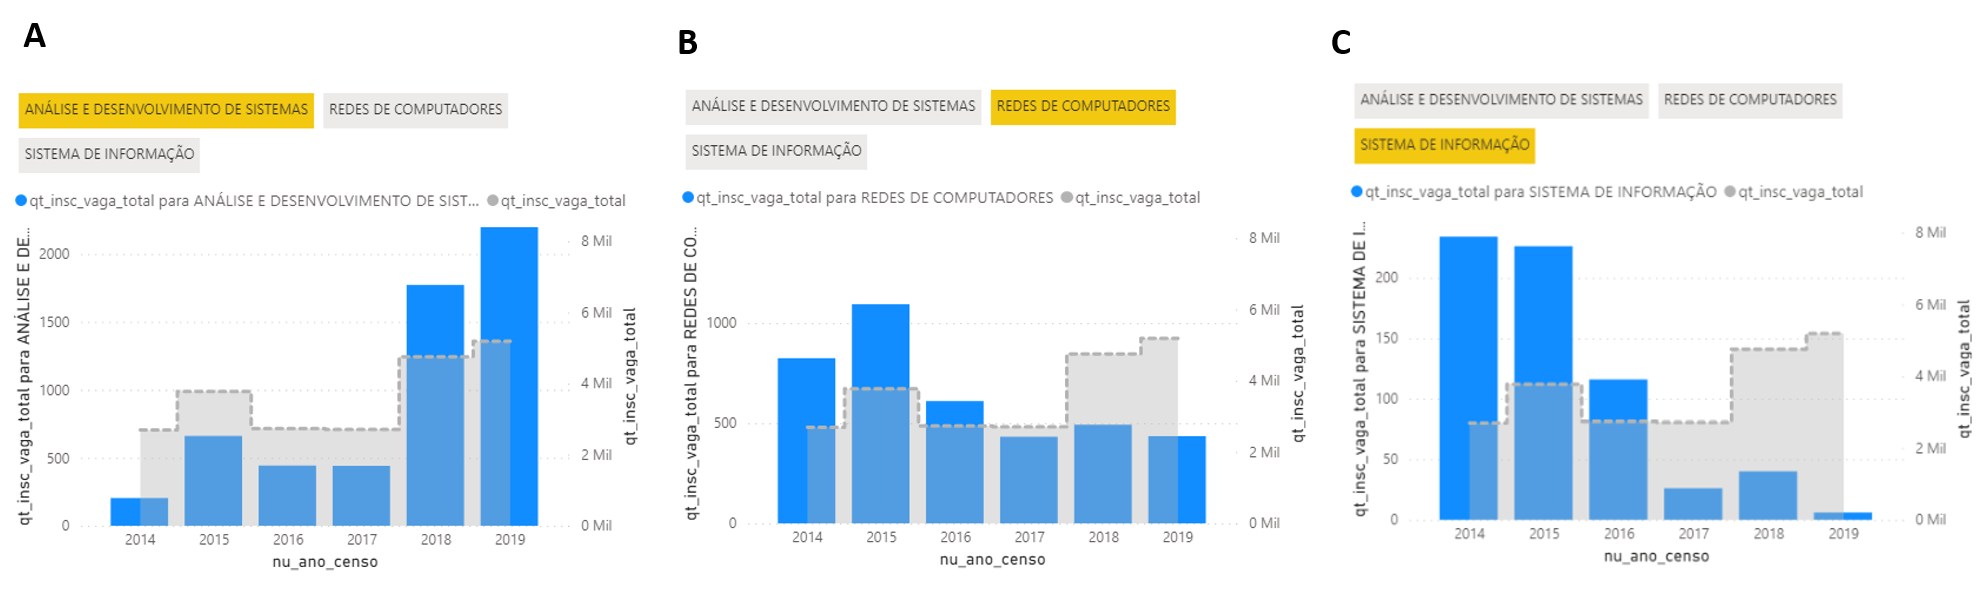 A
ANÁLISE E DESENVOLVIMENTO DE SISTEMAS
REDES DE COMPUTADORES
SISTEMA DE INFORMAÇÃO
qt_insc_vaga_total para ANÁLISE E DESENVOLVIMENTO DE SIST...
qt_insc_vaga_total
qt_insc_vaga_total para ANÁLISE E DE...
2000
1500
1000
500
0
8 Mil
6 Mil
4 Mil
2 Mil
0 Mil
qt_insc_vaga_total
2014 2015 2016 2017 2018 2019
nu_ano_censo
B
ANÁLISE E DESENVOLVIMENTO DE SISTEMAS
REDES DE COMPUTADORES
SISTEMA DE INFORMAÇÃO
qt_insc_vaga_total para REDES DE COMPUTADORES
qt_insc_vaga_total
qt_insc_vaga_total para REDES DE CO...
1000
500
0
8 Mil
6 Mil
4 Mil
2 Mil
0 Mil
qt_insc_vaga_total
2014 2015 2016 2017 2018 2019
nu_ano_censo
C
ANÁLISE E DESENVOLVIMENTO DE SISTEMAS
REDES DE COMPUTADORES
SISTEMA DE INFORMAÇÃO
qt_insc_vaga_total para SISTEMA DE INFORMAÇÃO
qt_insc_vaga_total
qt_insc_vaga_total para SISTEMA DE I...
200
150
100
50
0
8 Mil
6 Mil
4 Mil
2 Mil
0 Mil
qt_insc_vaga_total
2014 2015 2016 2017 2018 2019
nu_ano_censo